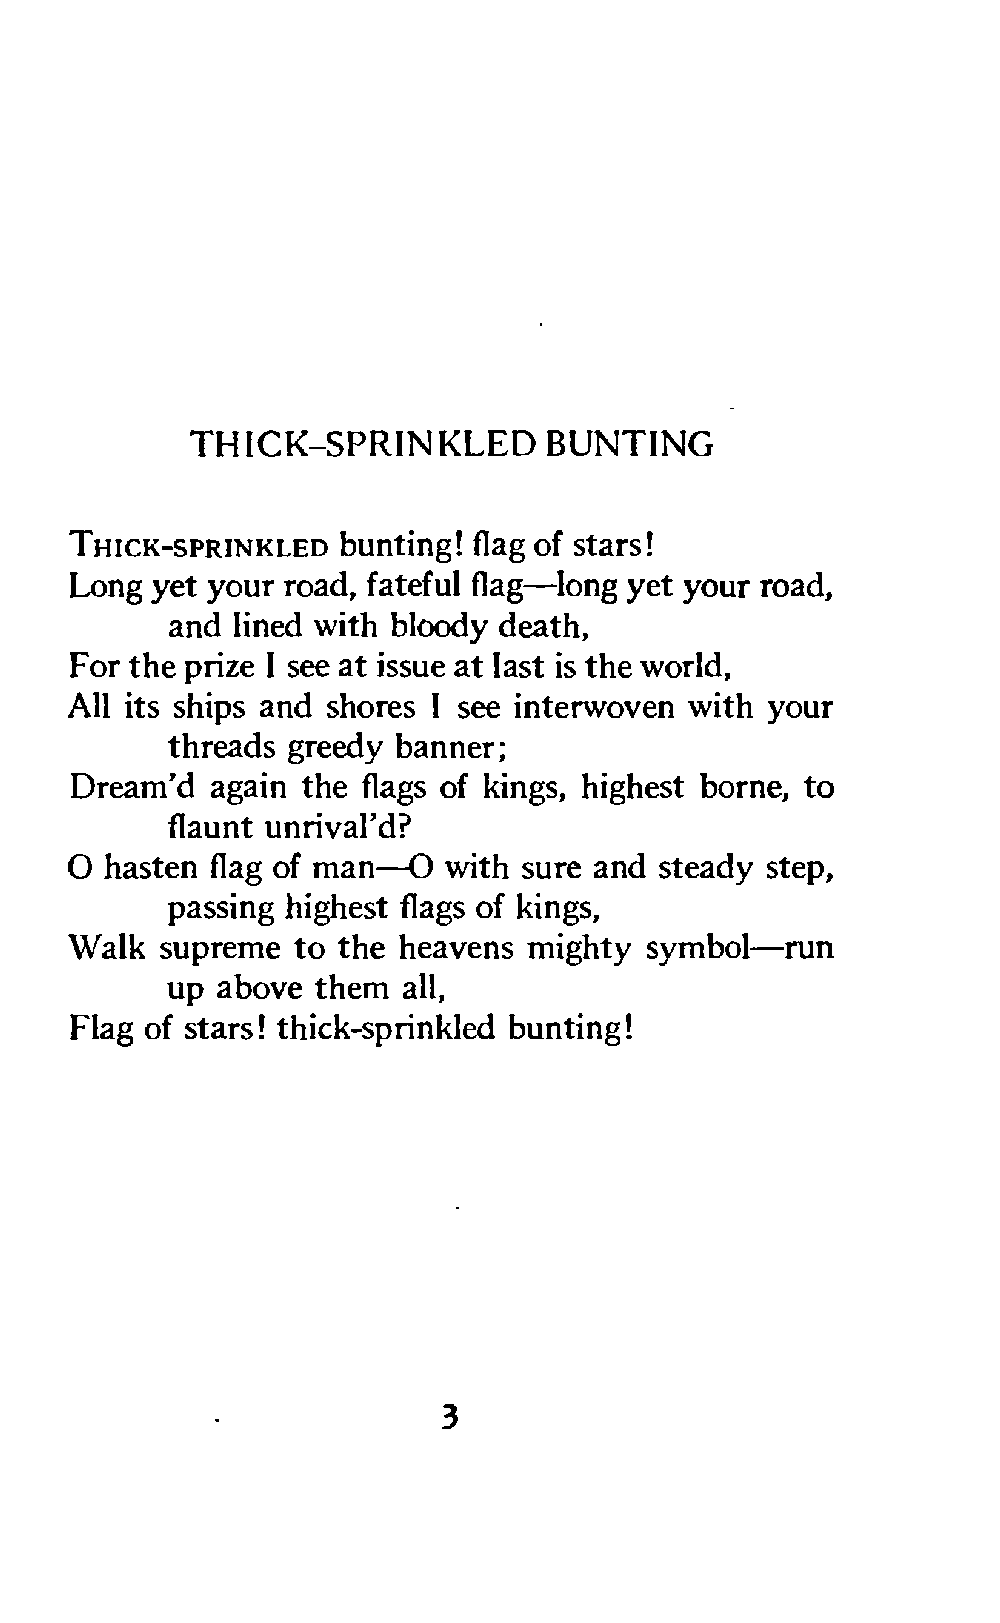 THICK-SPRINKLED BUNTING
THICK-SPRINKLED bunting! flag of stars!
Long yet your road, fateful flag—long yet your road,
and lined with bloody death,
For the prize I see at issue at last is the world,
All its ships and shores I see interwoven with your
threads greedy banner;
Dream'd again the flags of kings, highest borne, to
flaunt unrival'd?
O hasten flag of man—O with sure and steady step,
passing highest flags of kings,
Walk supreme to the heavens mighty symbol—run
up above them all,
Flag of stars! thick-sprinkled bunting!
3